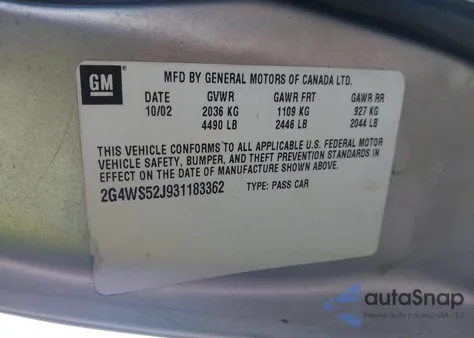 GM
MFD BY GENERAL MOTORS OF CANADA LTD.
DATE GVWR GAWR FRT GAWR RR
10/02 2036 KG 1109 KG 927 KG
4490 LB 2446 LB 2044 LB
THIS VEHICLE CONFORMS TO ALL APPLICABLE U.S. FEDERAL MOTOR
VEHICLE SAFETY, BUMPER, AND THEFT PREVENTION STANDARDS IN
EFFECT ON THE DATE OF MANUFACTURE SHOWN ABOVE.
2G4WS52J931183362 TYPE: PASS CAR
autoSnap